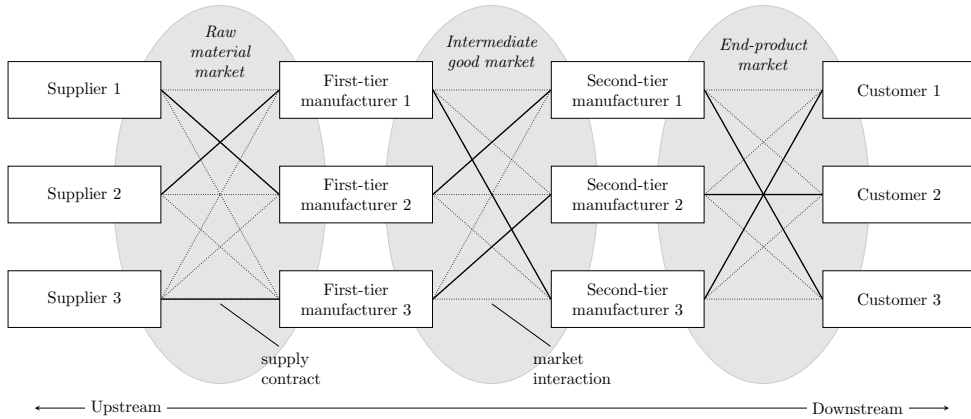 Raw
material
market
Intermediate
good market
End-product
market
Supplier 1
First-tier
manufacturer 1
Second-tier
manufacturer 1
Customer 1
Supplier 2
First-tier
manufacturer 2
Second-tier
manufacturer 2
Customer 2
Supplier 3
First-tier
manufacturer 3
Second-tier
manufacturer 3
Customer 3
supply
contract
market
interaction
Upstream
Downstream